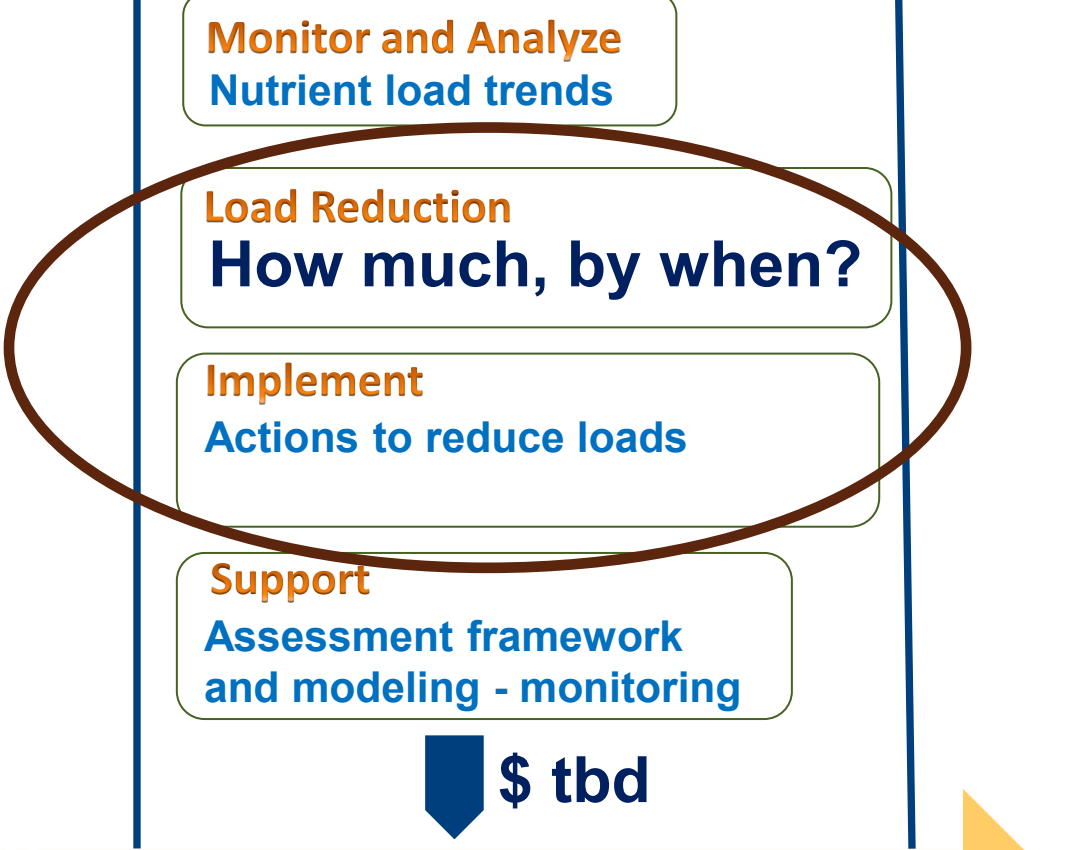 Monitor and Analyze
Nutrient load trends
Load Reduction
How much, by when?
Implement
Actions to reduce loads
Support
Assessment framework
and modeling - monitoring
$ tbd